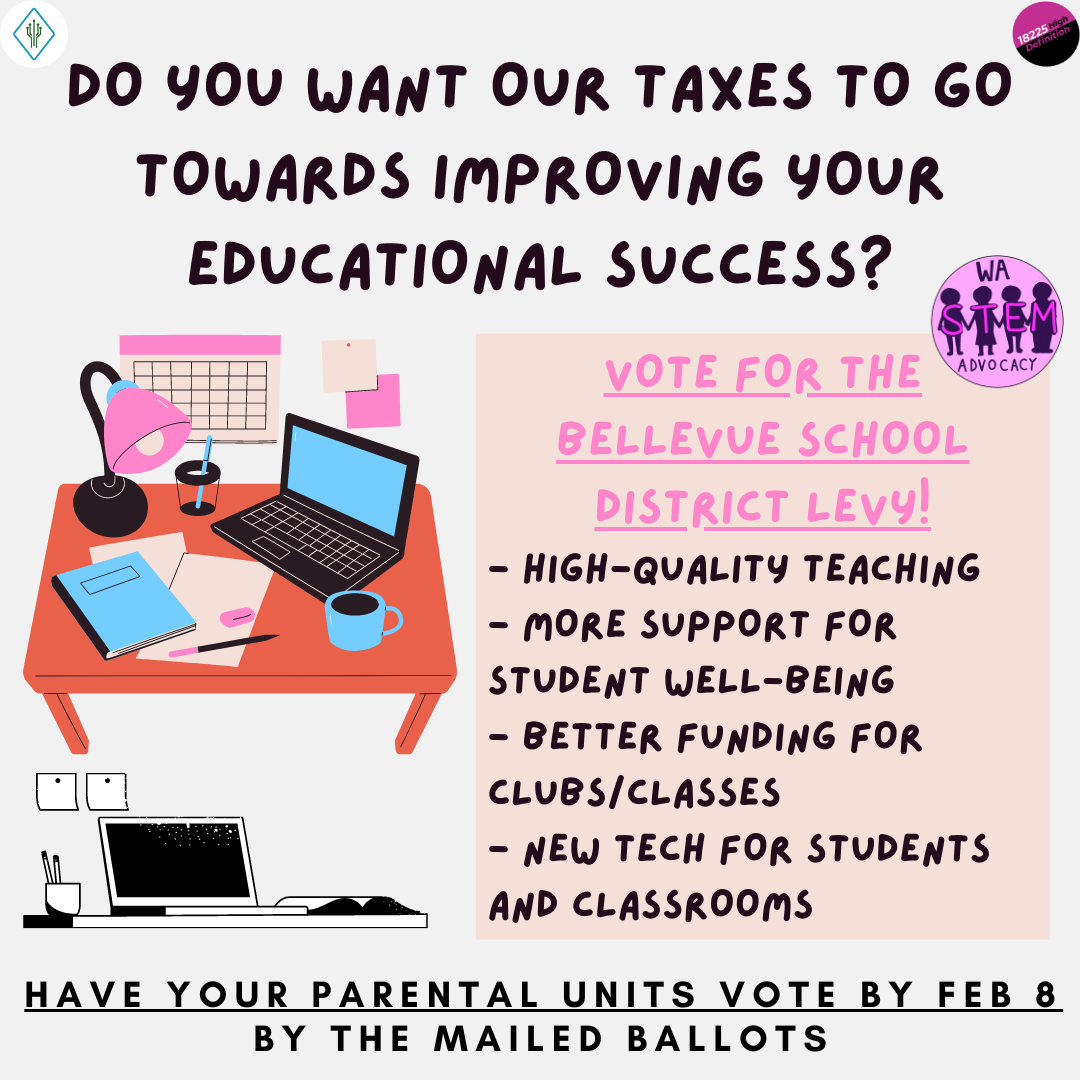 18225 High
Definition
DO YOU WANT OUR TAXES TO GO
TOWARDS IMPROVING YOUR
EDUCATIONAL SUCCESS?
WA
STEM
ADVOCACY
VOTE FOR THE
BELLEVUE SCHOOL
DISTRICT LEVY!
- HIGH-QUALITY TEACHING
- MORE SUPPORT FOR
STUDENT WELL-BEING
- BETTER FUNDING FOR
CLUBS/CLASSES
- NEW TECH FOR STUDENTS
AND CLASSROOMS
HAVE YOUR PARENTAL UNITS VOTE BY FEB 8
BY THE MAILED BALLOTS